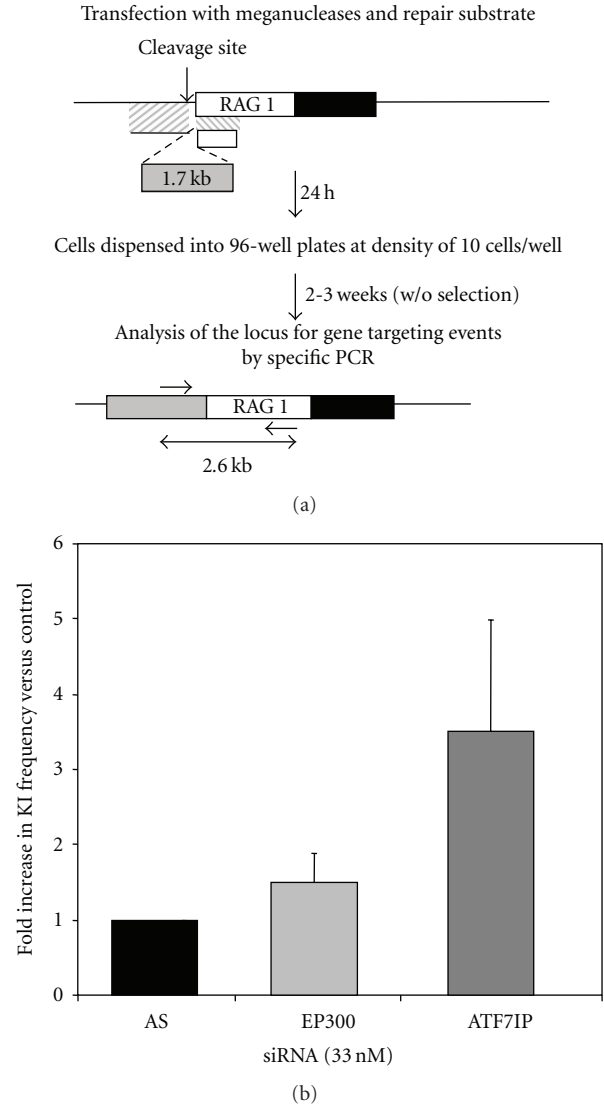 Transfection with meganucleases and repair substrate
Cleavage site
RAG 1
1.7 kb
24 h
Cells dispensed into 96-well plates at density of 10 cells/well
2-3 weeks (w/o selection)
Analysis of the locus for gene targeting events
by specific PCR
RAG 1
2.6 kb
(a)
Fold increase in KI frequency versus control
6
5
4
3
2
1
0
AS EP300 ATF7IP
siRNA (33 nM)
(b)